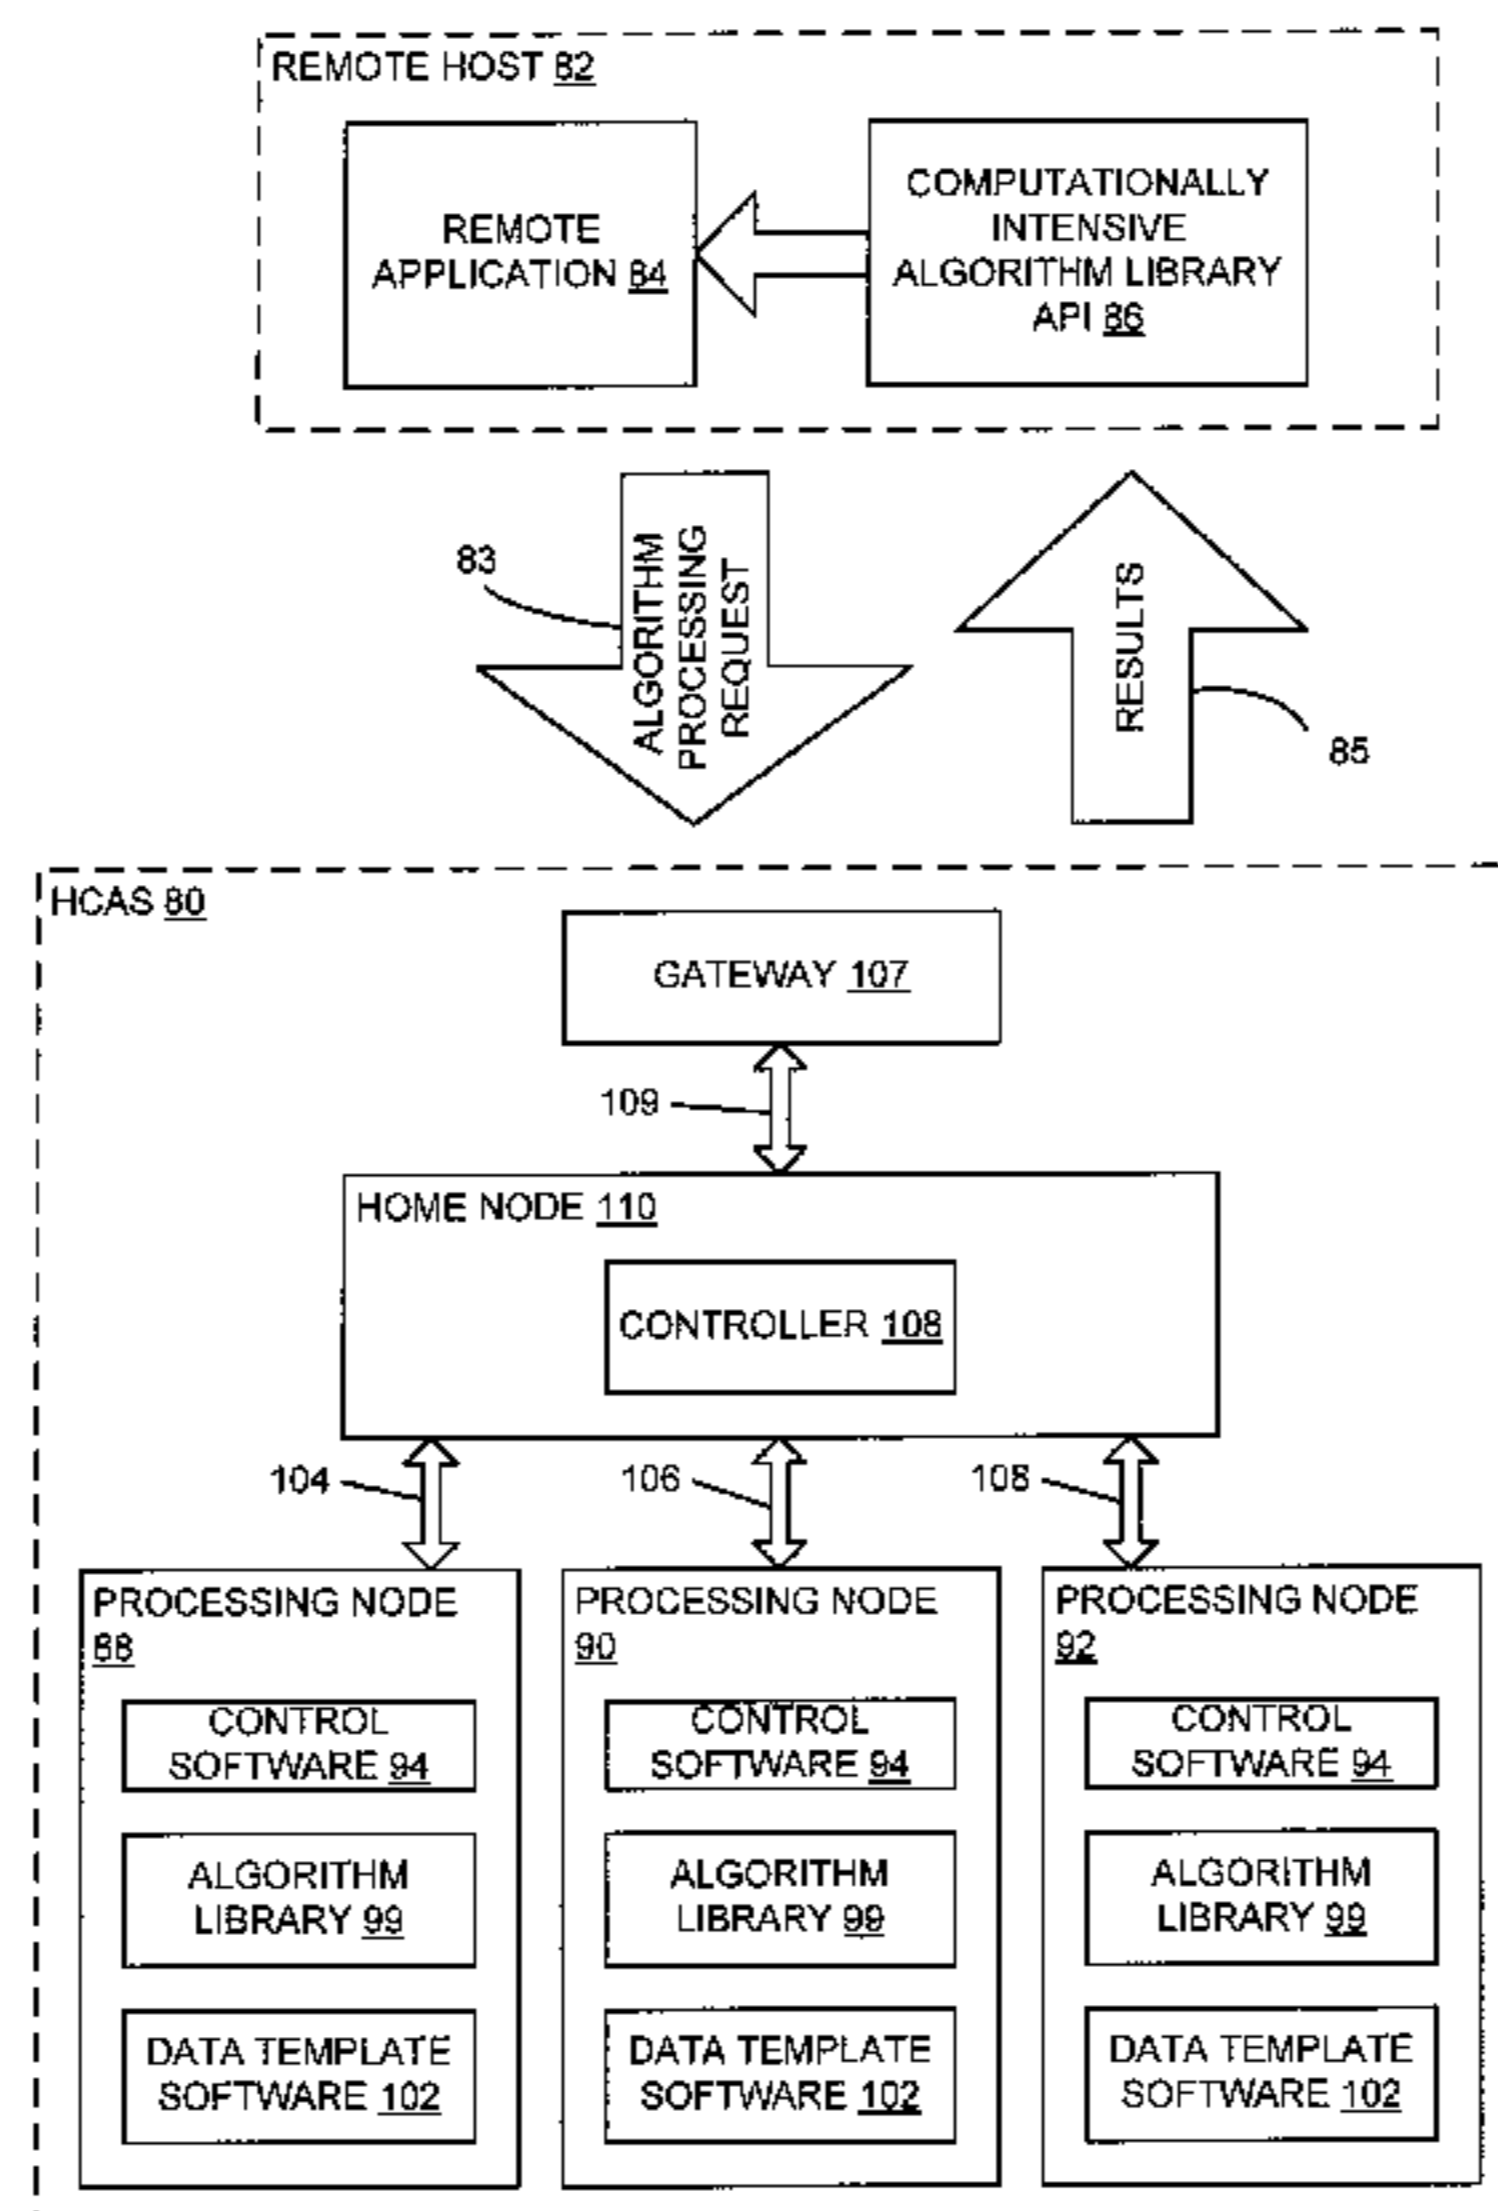 REMOTE HOST 82
REMOTE
APPLICATION 84
COMPUTATIONALLY
INTENSIVE
ALGORITHM LIBRARY
API 86
83
ALGORITHM
PROCESSING
REQUEST
RESULTS
85
HCAS 80
GATEWAY 107
109
HOME NODE 110
CONTROLLER 108
104
106
108
PROCESSING NODE
88
CONTROL
SOFTWARE 94
ALGORITHM
LIBRARY 99
DATA TEMPLATE
SOFTWARE 102
PROCESSING NODE
90
CONTROL
SOFTWARE 94
ALGORITHM
LIBRARY 99
DATA TEMPLATE
SOFTWARE 102
PROCESSING NODE
92
CONTROL
SOFTWARE 94
ALGORITHM
LIBRARY 99
DATA TEMPLATE
SOFTWARE 102